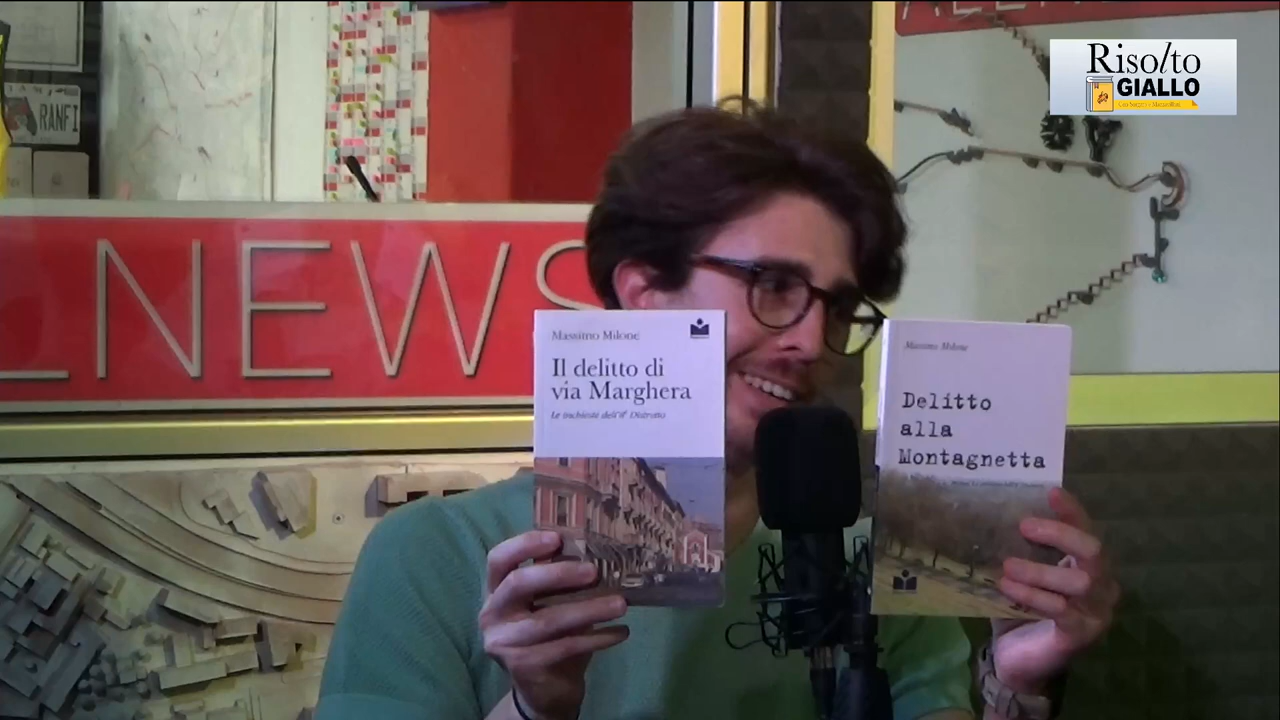 RANFI
Risolto
GIALLO
LNEWS
Massimo Milone
Il delitto di
via Marghera
Le inchieste dell'8° Distretto
Massimo Milone
Delitto
alla
Montagnetta